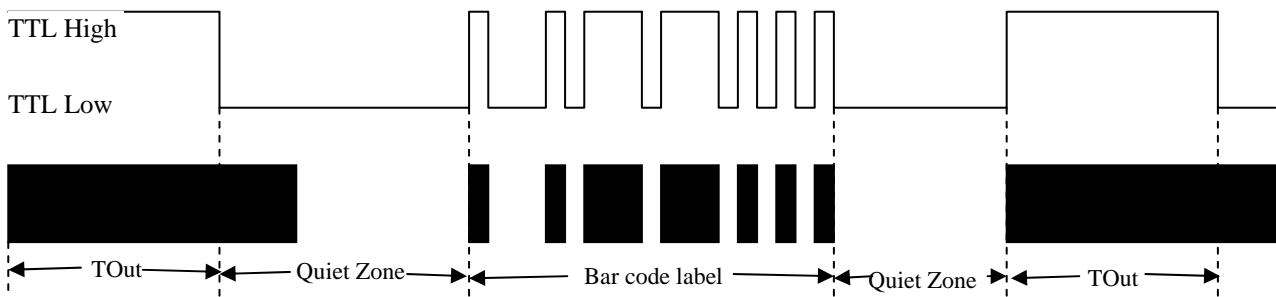 TTL High
TTL Low
TOut
Quiet Zone
Bar code label
Quiet Zone
TOut